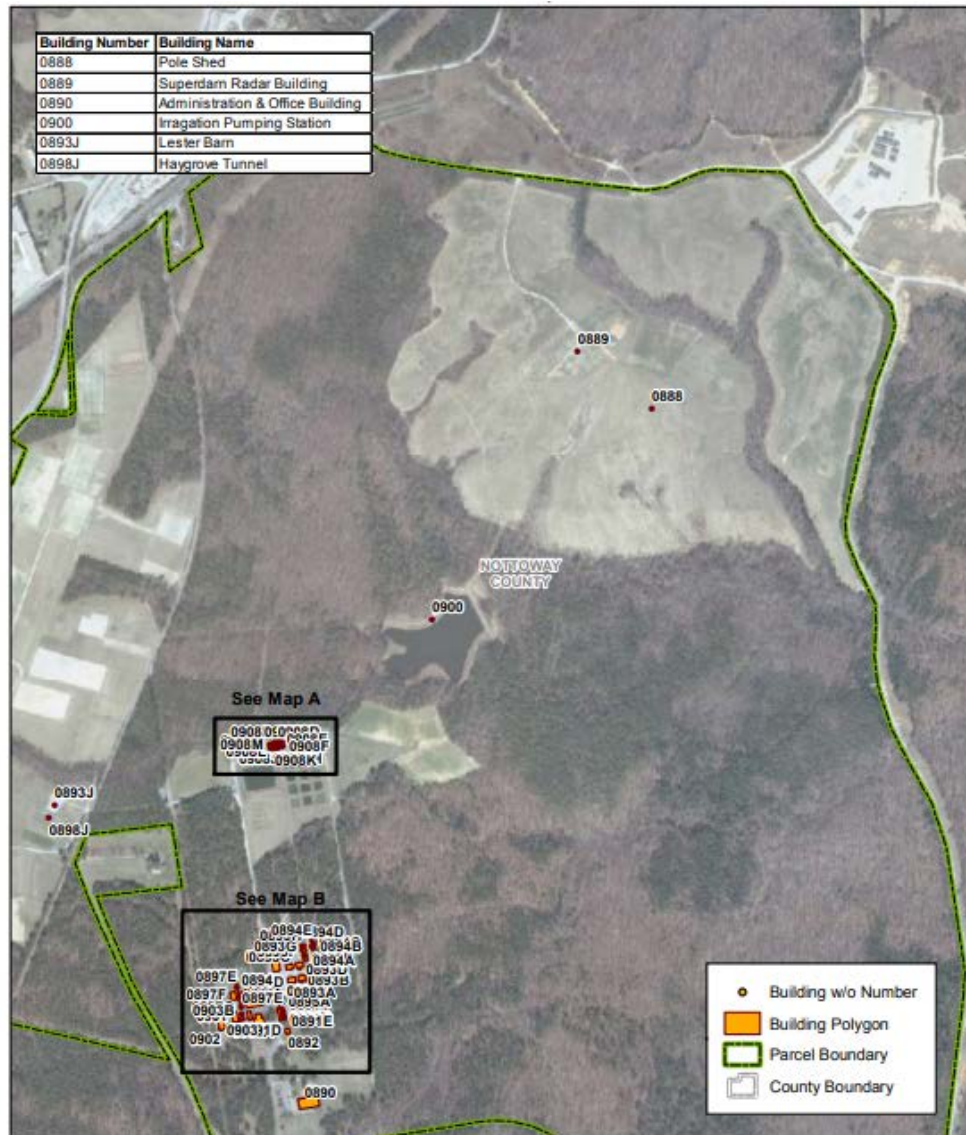 Building Number Building Name
0888 Pole Shed
0889 Superdam Radar Building
0890 Administration & Office Building
0900 Irragation Pumping Station
0893J Lester Barn
0898J Haygrove Tunnel
0889
0888
NOTTOWAY
COUNTY
0900
See Map A
0908
0908M
0908F
0908K
0893J
0898J
See Map B
0894E
0893G
0894B
0894A
0897E
0894D
0893B
0897F
0897E
0893A
0903B
0891E
0902
0903
0892
0890
Building w/o Number
Building Polygon
Parcel Boundary
County Boundary